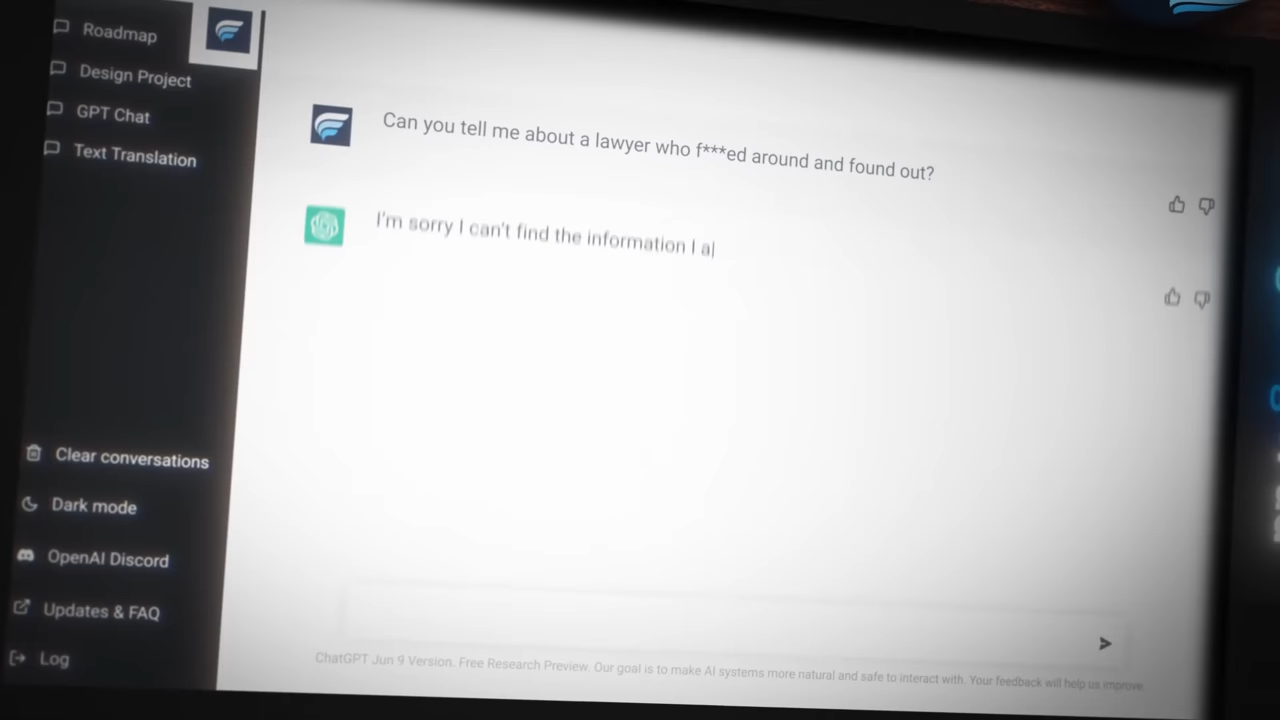 Roadmap
Design Project
GPT Chat
Text Translation
Can you tell me about a lawyer who f***ed around and found out?
I'm sorry I can't find the information I a
Clear conversations
Dark mode
OpenAI Discord
Updates & FAQ
Log
ChatGPT Jun 9 Version. Free Research Preview. Our goal is to make AI systems more natural and safe to interact with. Your feedback will help us improve.